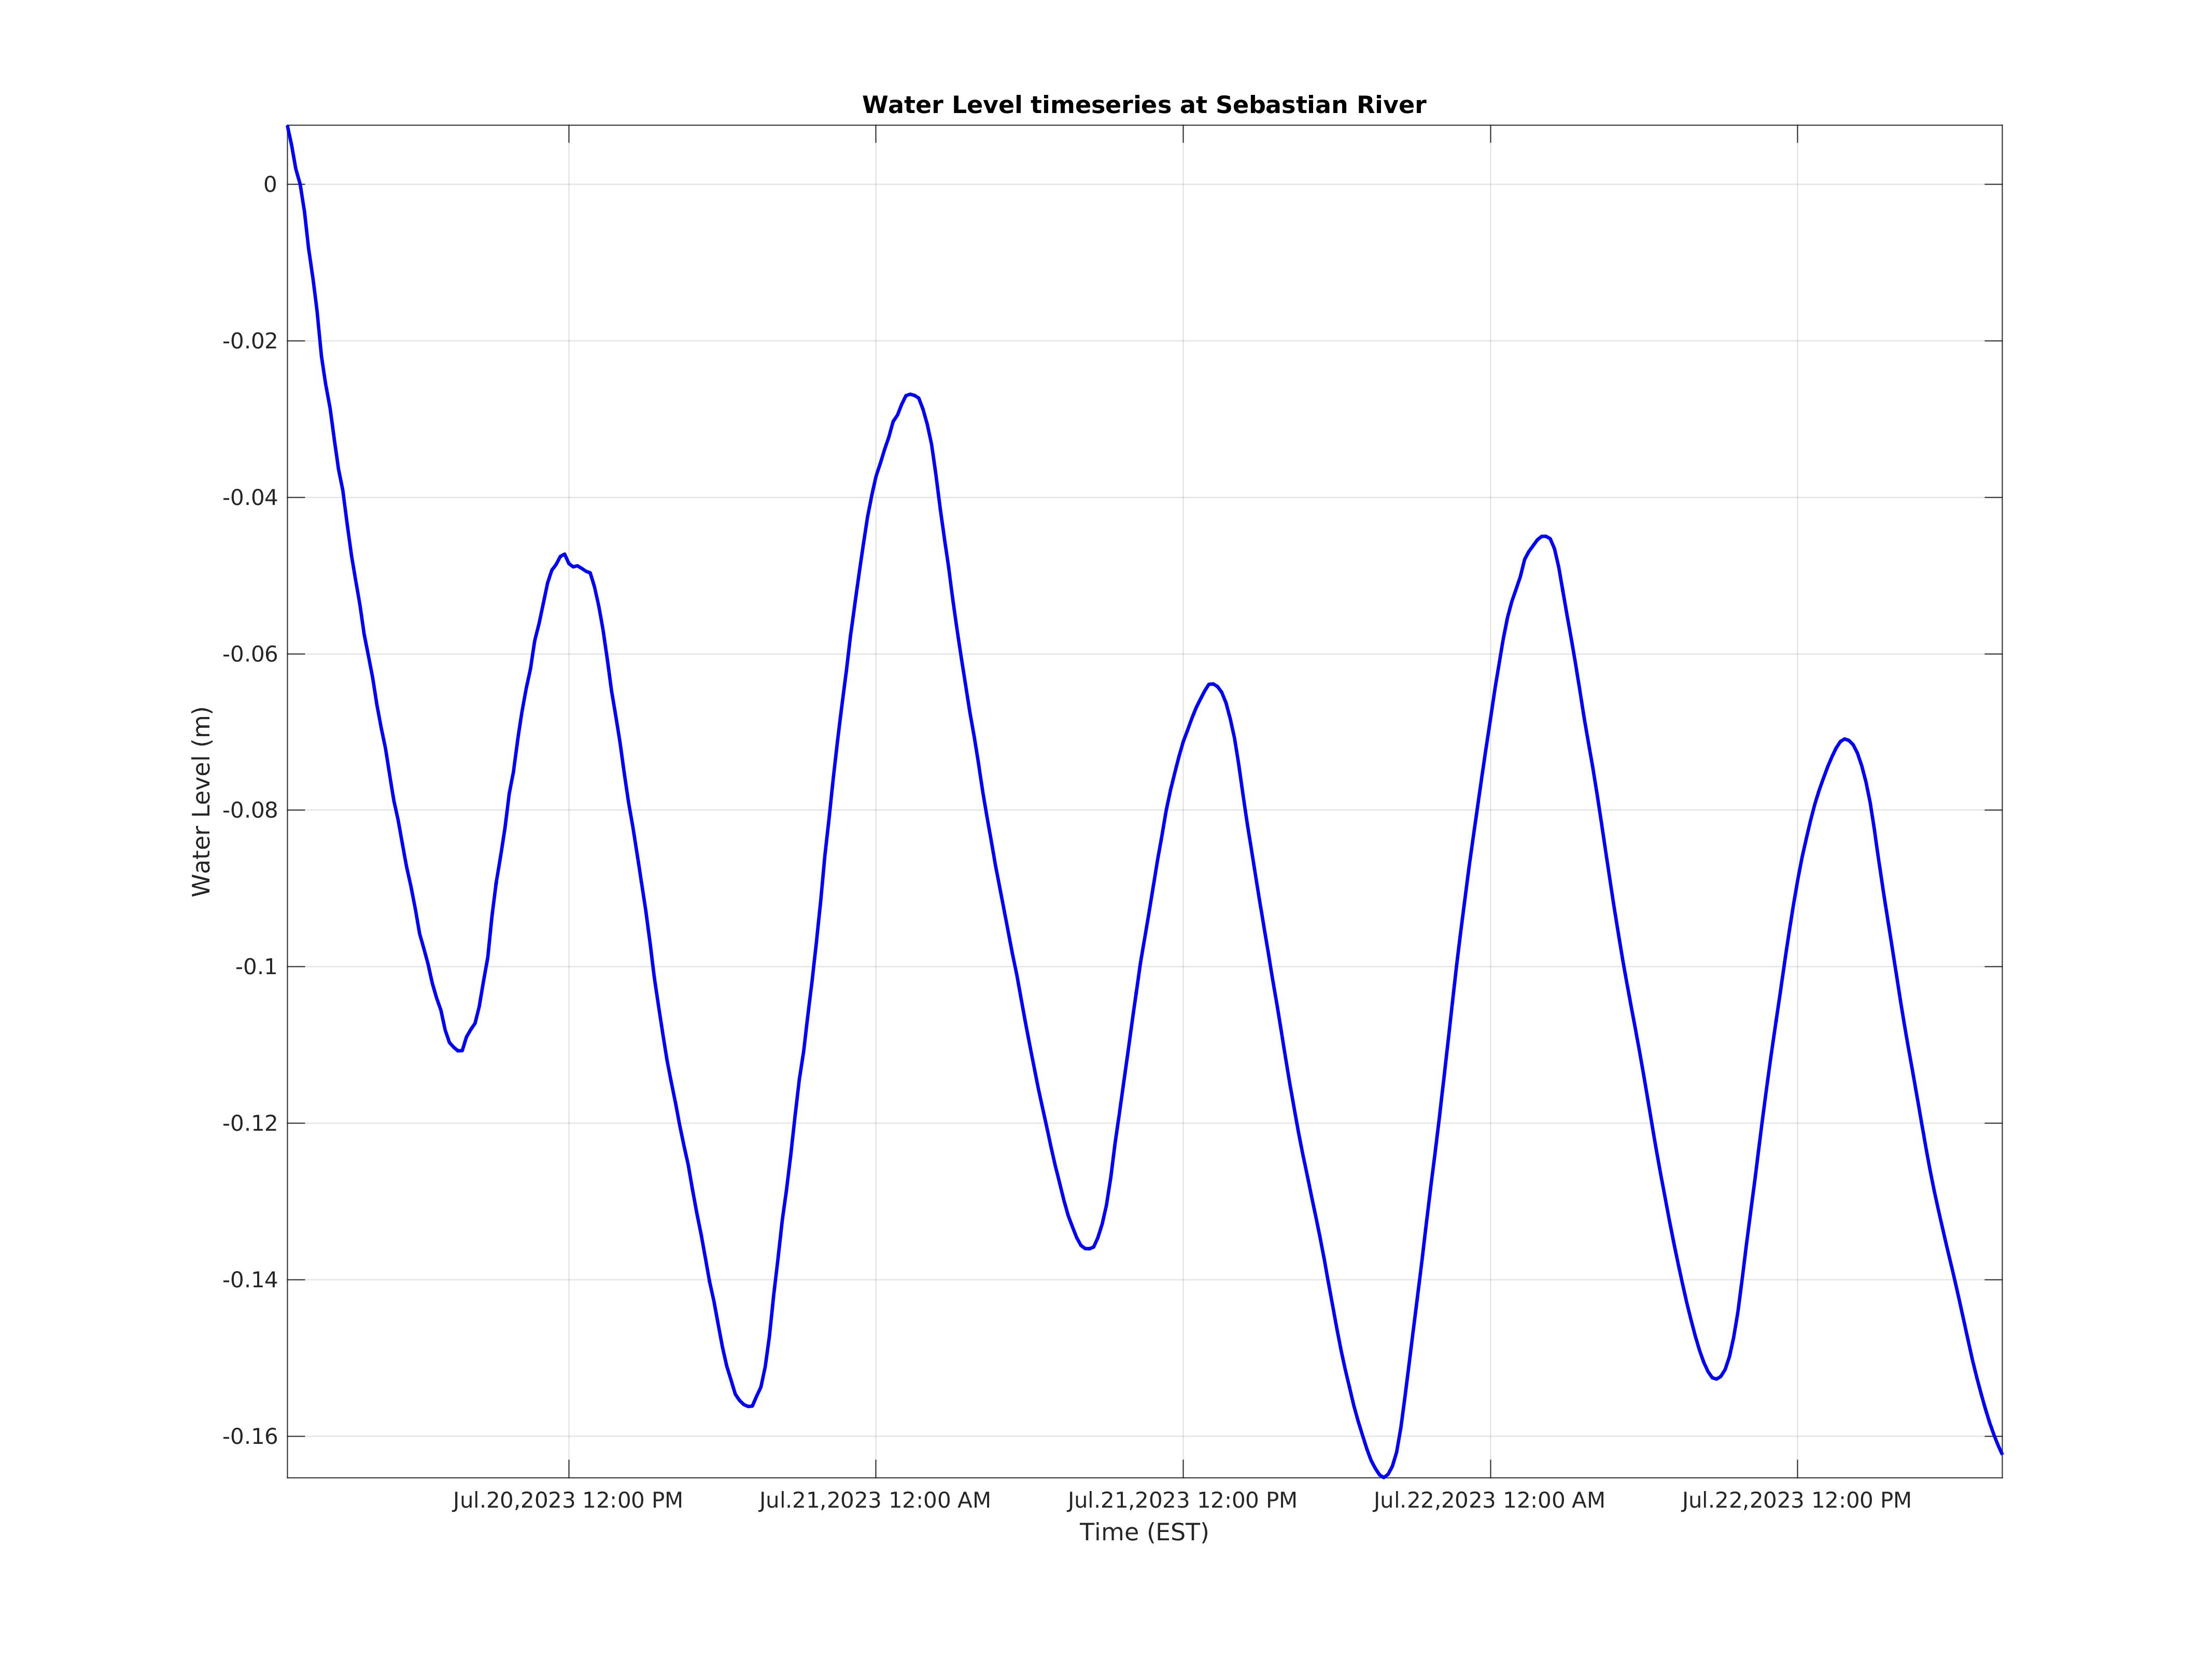 Water Level timeseries at Sebastian River
0
-0.02
-0.04
-0.06
-0.08
-0.1
-0.12
-0.14
-0.16
Water Level (m)
Jul.20,2023 12:00 PM
Jul.21,2023 12:00 AM
Jul.21,2023 12:00 PM
Jul.22,2023 12:00 AM
Jul.22,2023 12:00 PM
Time (EST)